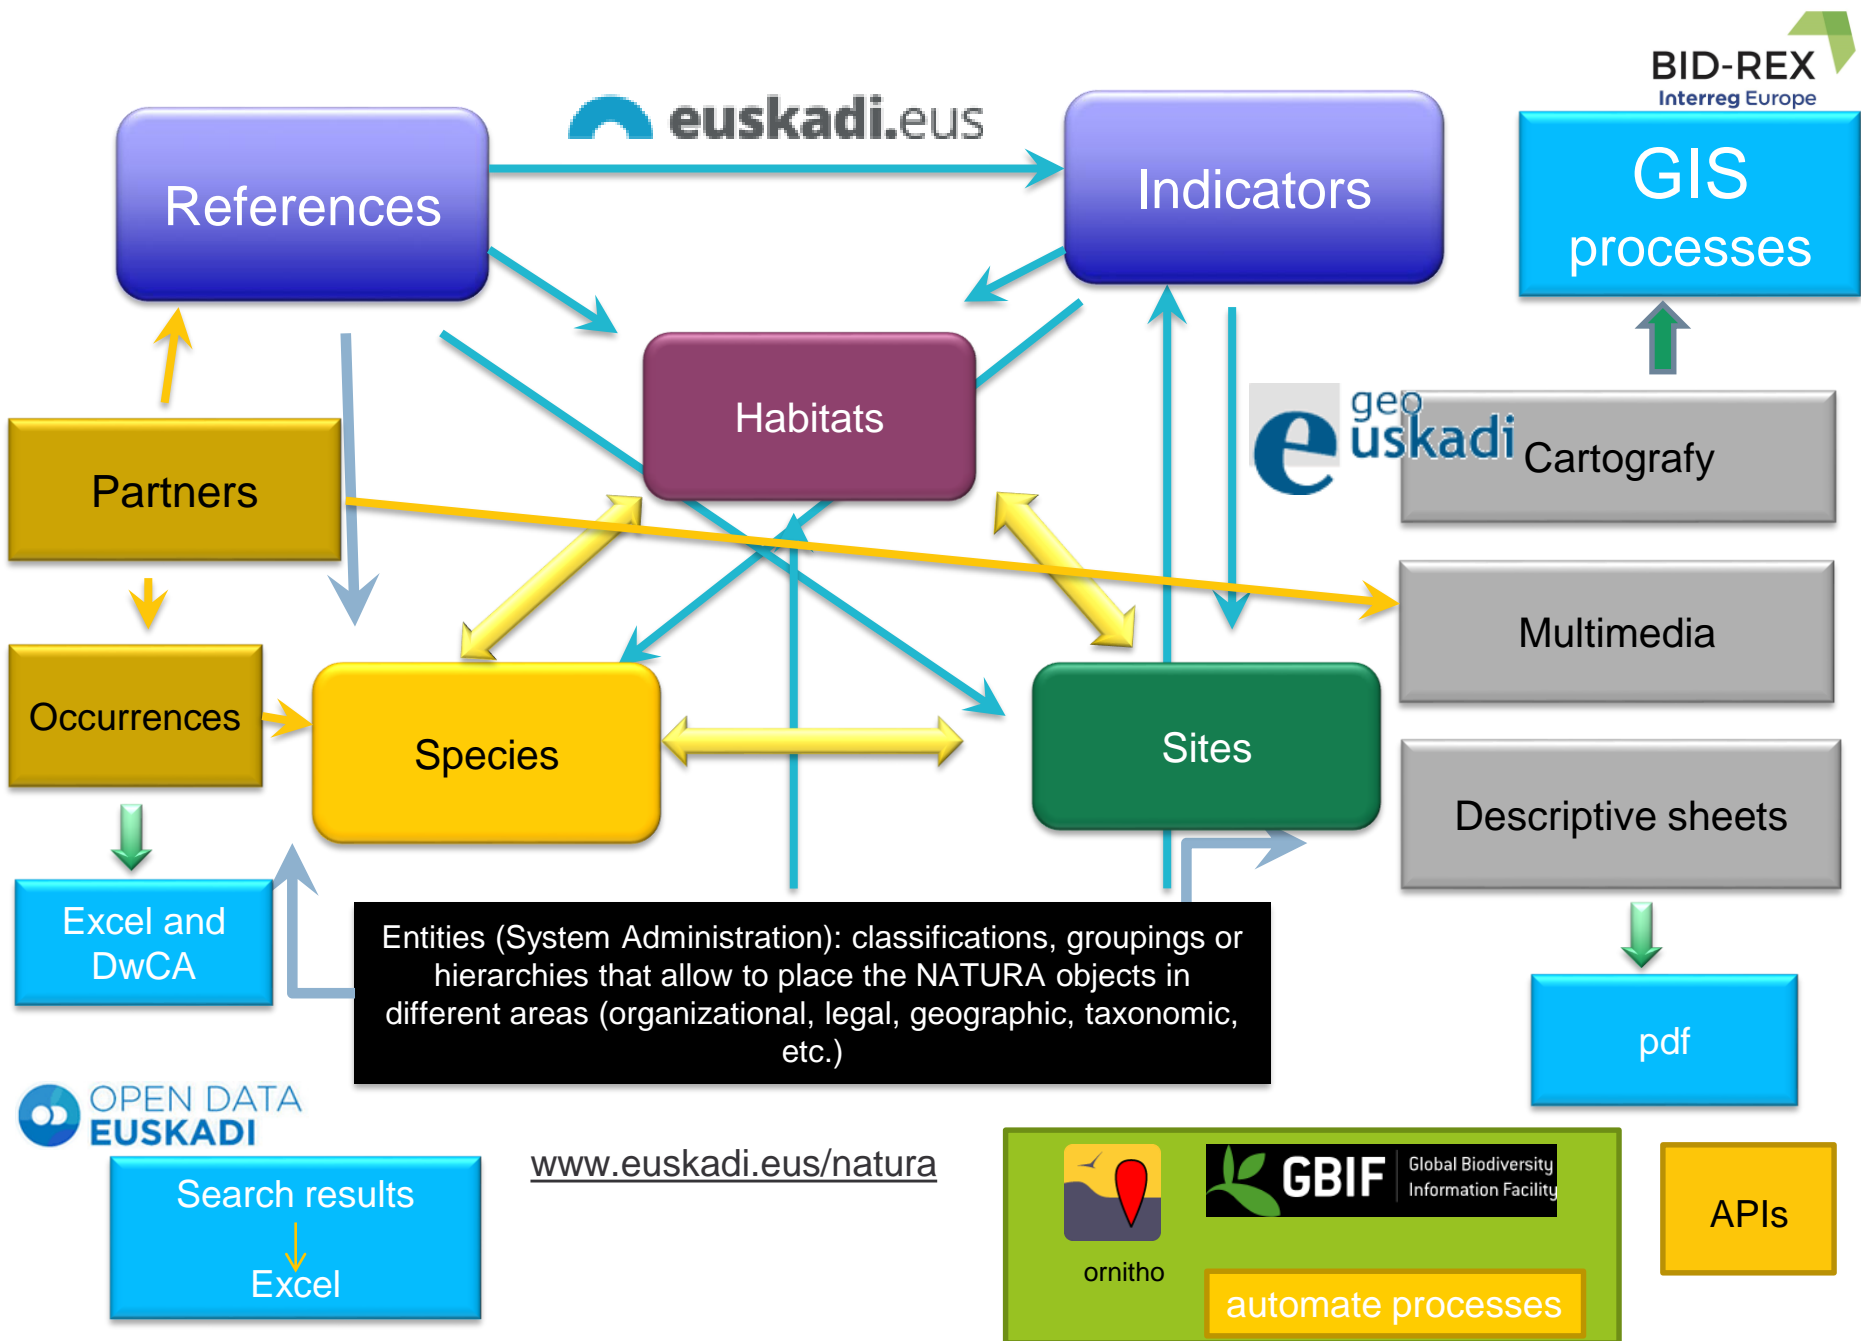 BID-REX
Interreg Europe
euskadi.eus
References
Indicators
GIS
processes
Habitats
geo
euskadi
Cartografy
Partners
Multimedia
Occurrences
Species
Sites
Descriptive sheets
Excel and
DwCA
Entities (System Administration): classifications, groupings or
hierarchies that allow to place the NATURA objects in
different areas (organizational, legal, geographic, taxonomic,
etc.)
pdf
OPEN DATA
EUSKADI
www.euskadi.eus/natura
Search results
Excel
ornitho
GBIF
Global Biodiversity
Information Facility
automate processes
APIs